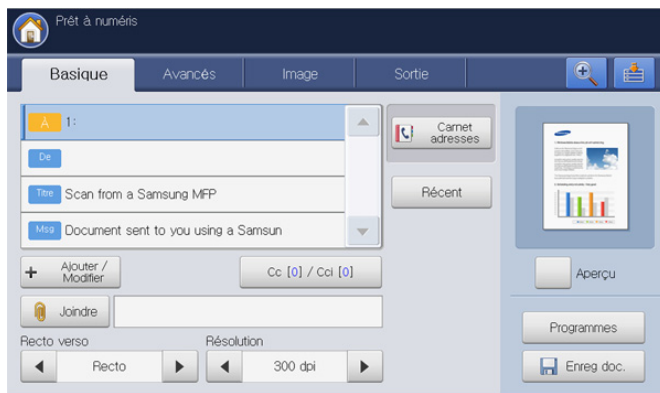 Prêt à numéris
Basique
Avancés
Image
Sortie
À 1:
De
Titre Scan from a Samsung MFP
Msg Document sent to you using a Samsun
Carnet
adresses
Récent
+ Ajouter /
Modifier
Cc [0] / Cci [0]
Joindre
Recto verso
Résolution
Recto
300 dpi
Aperçu
Programmes
Enreg doc.